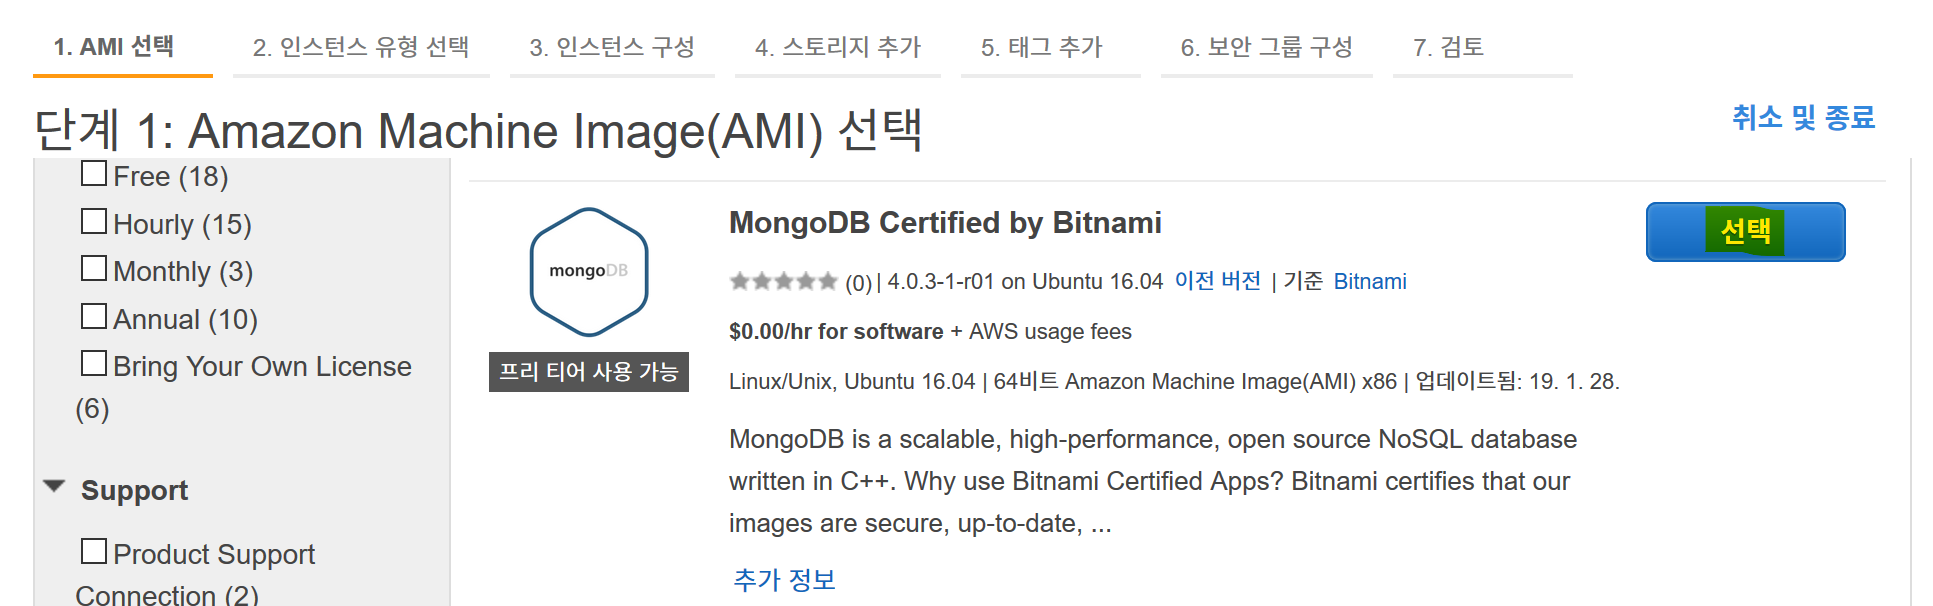 1. AMI 선택 2. 인스턴스 유형 선택 3. 인스턴스 구성 4. 스토리지 추가 5. 태그 추가 6. 보안 그룹 구성 7. 검토
단계 1: Amazon Machine Image(AMI) 선택
취소 및 종료
Free (18)
Hourly (15)
Monthly (3)
Annual (10)
Bring Your Own License
(6)
Support
Product Support
Connection (2)
mongoDB
프리 티어 사용 가능
MongoDB Certified by Bitnami
(0) | 4.0.3-1-r01 on Ubuntu 16.04 이전 버전 | 기준 Bitnami
$0.00/hr for software + AWS usage fees
Linux/Unix, Ubuntu 16.04 | 64비트 Amazon Machine Image(AMI) x86 | 업데이트됨: 19. 1. 28.
MongoDB is a scalable, high-performance, open source NoSQL database
written in C++. Why use Bitnami Certified Apps? Bitnami certifies that our
images are secure, up-to-date, ...
추가 정보
선택